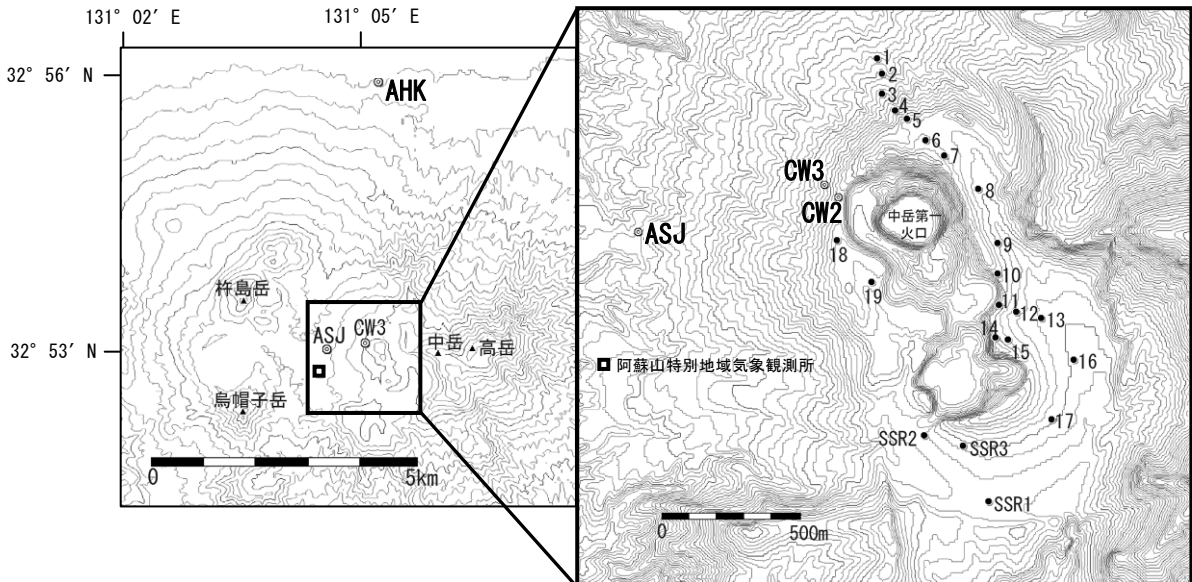 131° 02′ E
131° 05′ E
32° 56′ N
AHK
杵島岳
ASJ
CW3
中岳
高岳
32° 53′ N
烏帽子岳
0
5km
1
2
3
4
5
6
7
CW3
8
CW2
中岳第一
火口
ASJ
18
9
10
19
11
12
13
14
15
16
阿蘇山特別地域気象観測所
17
SSR2
SSR3
SSR1
0
500m